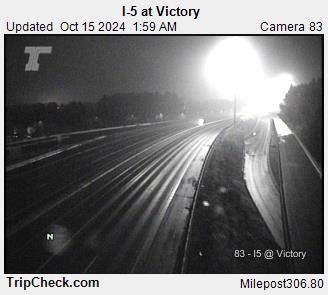 I-5 at Victory
Updated Oct 15 2024 1:59 AM
Camera 83
N
83 - I5 @ Victory
TripCheck.com
Milepost306.80